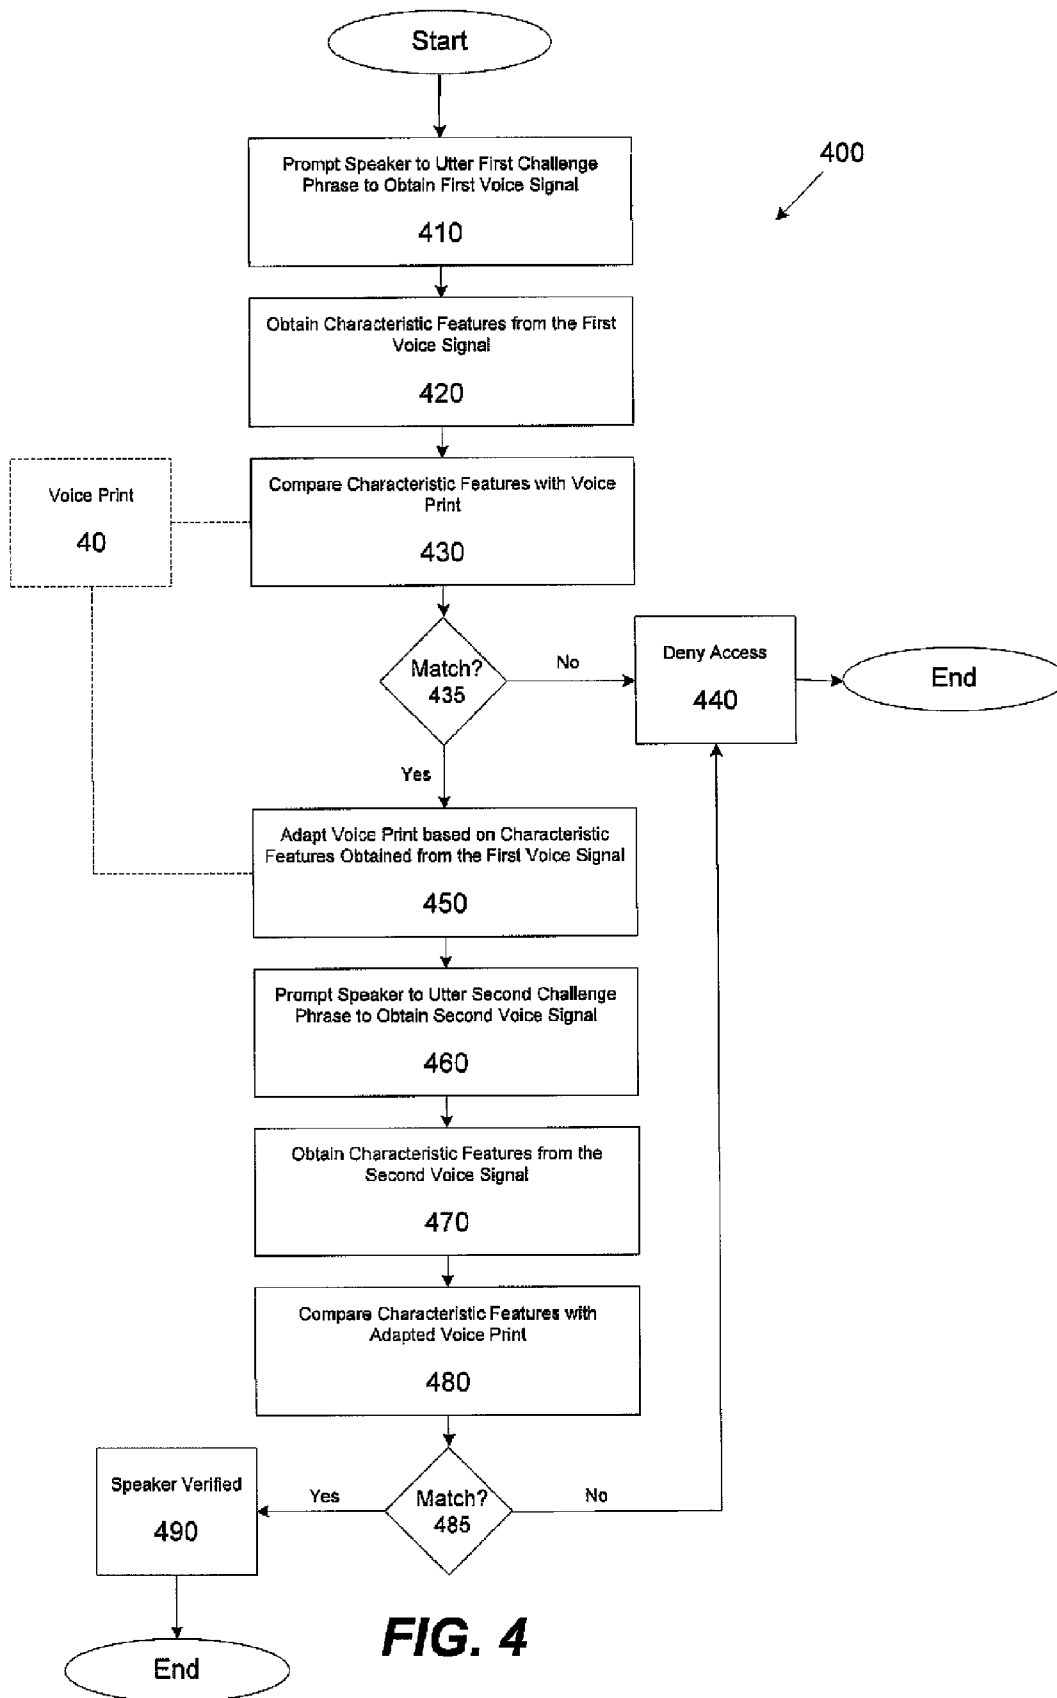 Start
400
Prompt Speaker to Utter First Challenge
Phrase to Obtain First Voice Signal
410
Obtain Characteristic Features from the First
Voice Signal
420
Voice Print
40
Compare Characteristic Features with Voice
Print
430
Match?
435
No
Deny Access
440
End
Yes
Adapt Voice Print based on Characteristic
Features Obtained from the First Voice Signal
450
Prompt Speaker to Utter Second Challenge
Phrase to Obtain Second Voice Signal
460
Obtain Characteristic Features from the
Second Voice Signal
470
Compare Characteristic Features with
Adapted Voice Print
480
Speaker Verified
490
Yes
Match?
485
No
End
FIG. 4